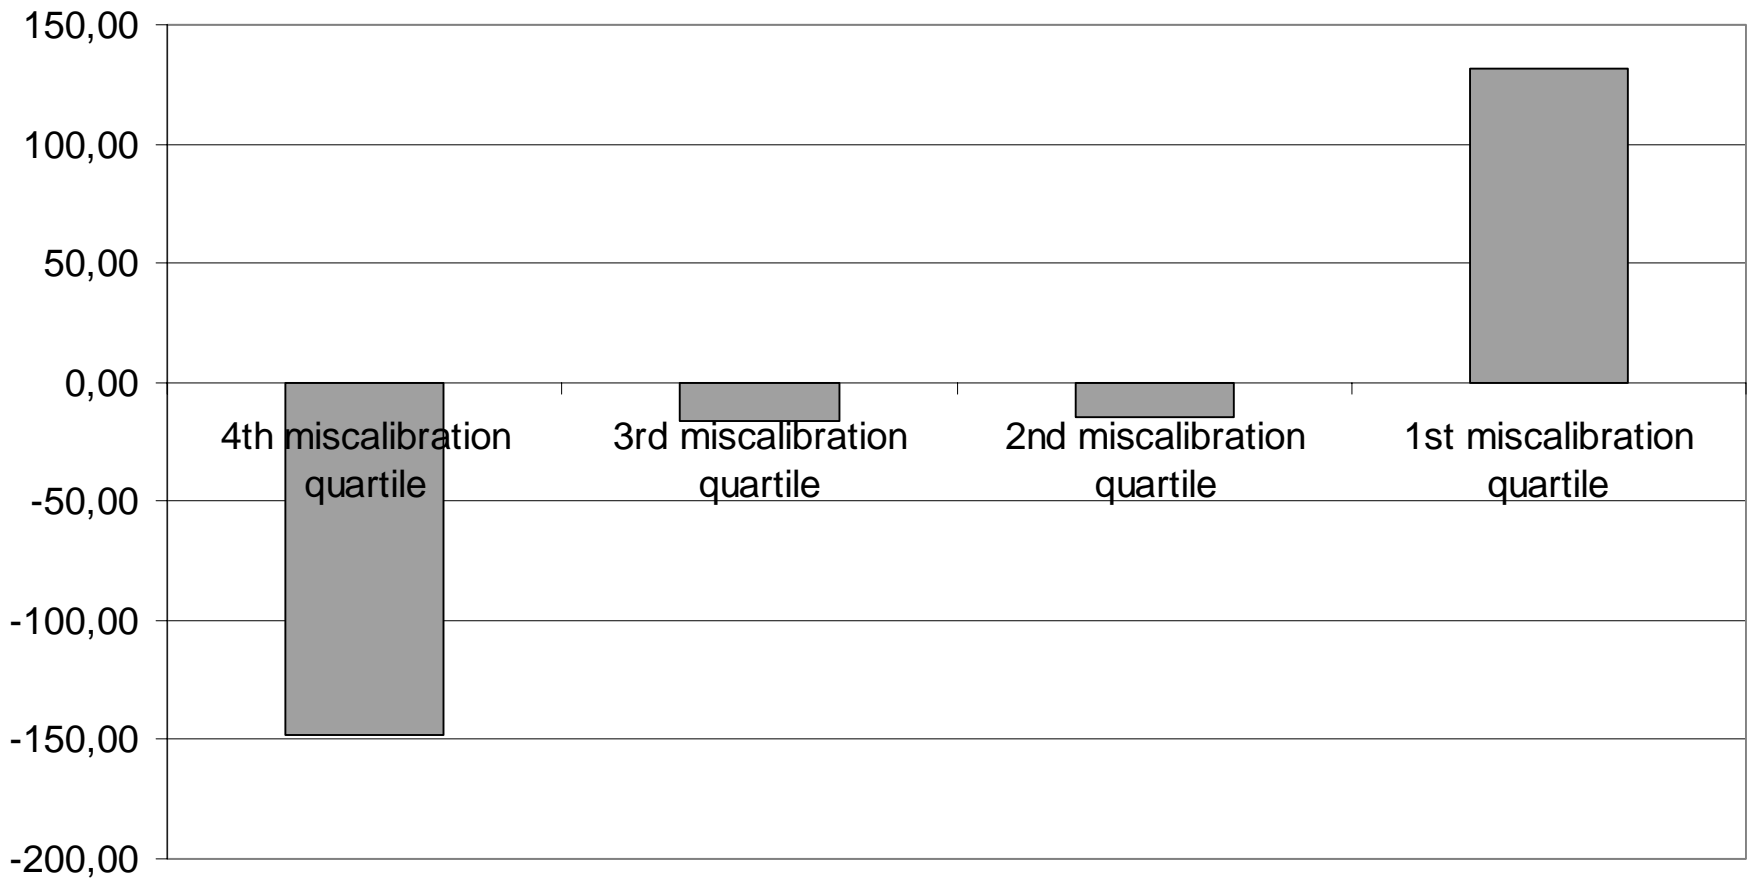 150,00
100,00
50,00
0,00
4th miscalibration
quartile
3rd miscalibration
quartile
2nd miscalibration
quartile
1st miscalibration
quartile
-50,00
-100,00
-150,00
-200,00